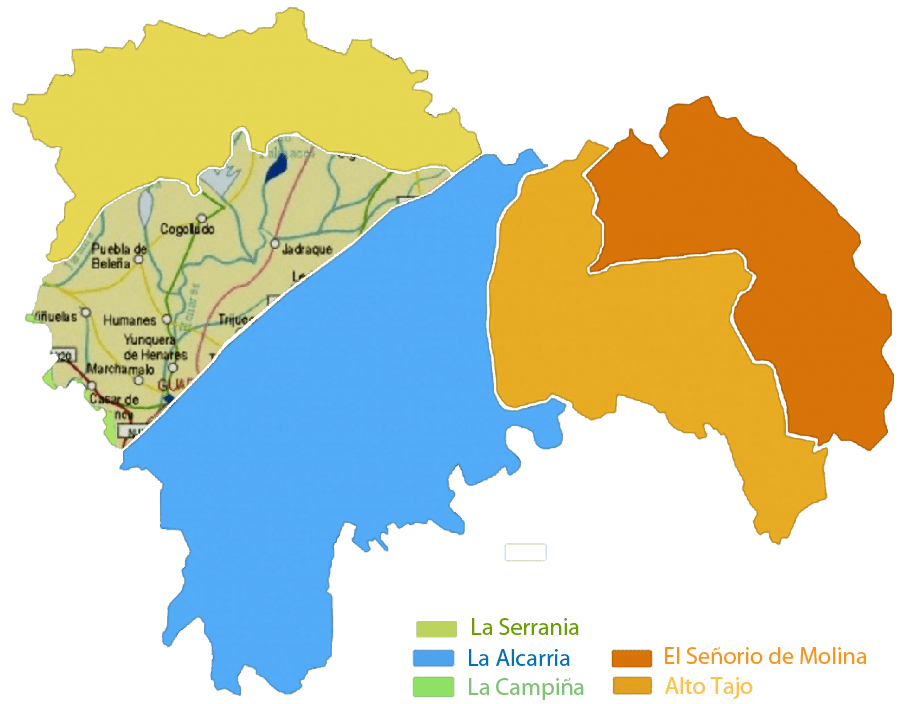 Cogolludo
Puebla de
Beleña
Jadraque
Humanes
Yunquera
de Henares
Marchamalo
Casar de
La Serrania
La Alcarria
La Campiña
El Señorio de Molina
Alto Tajo